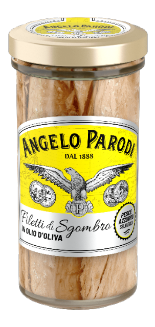 ANGELO PARODI
DAL 1888
Filetti di Sgombro
IN OLIO D'OLIVA